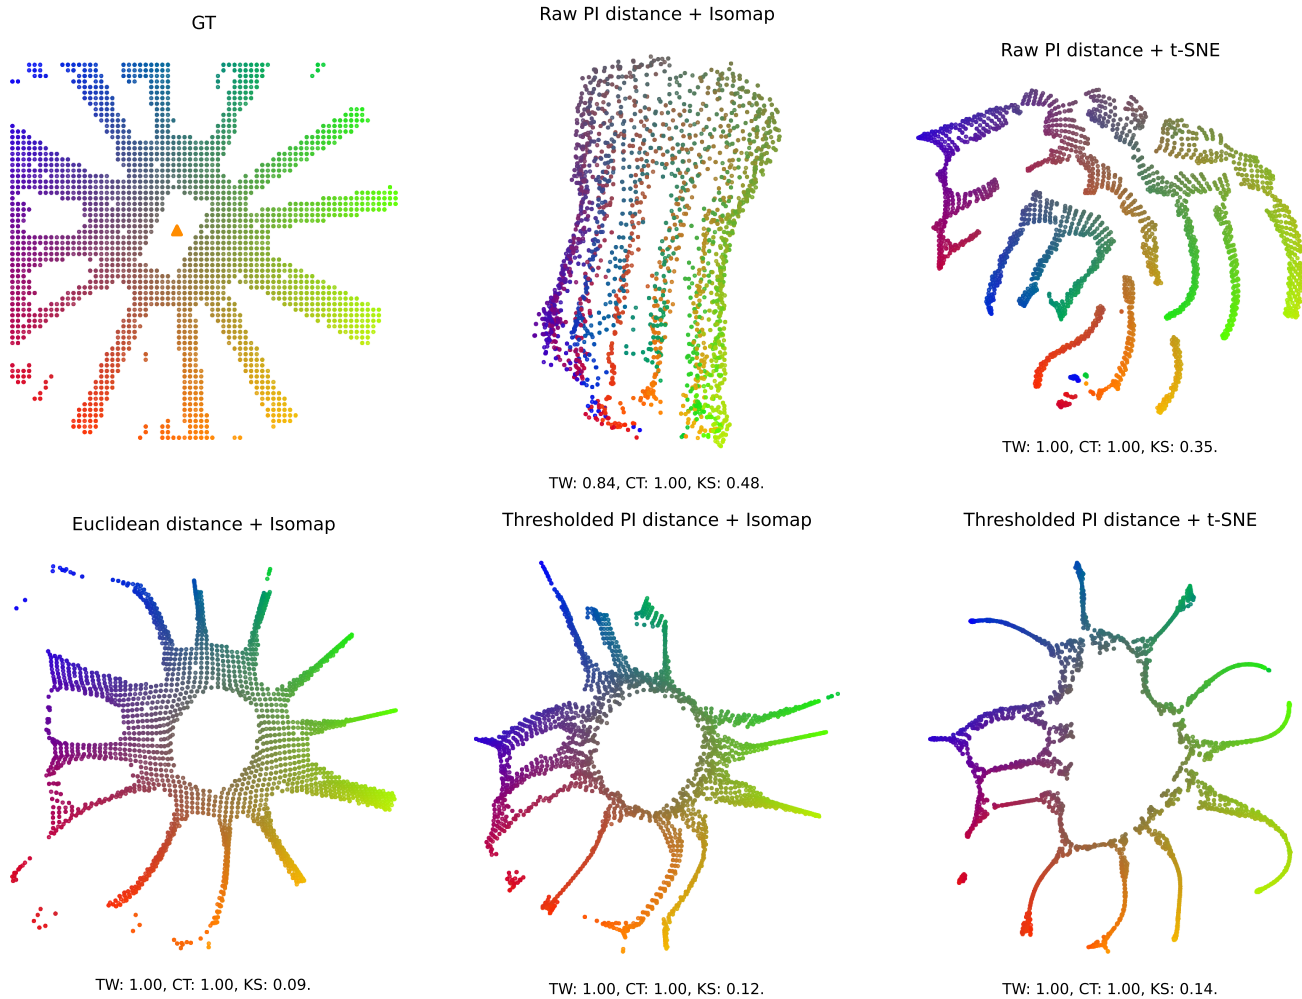 GT
Raw PI distance + Isomap
Raw PI distance + t-SNE
TW: 0.84, CT: 1.00, KS: 0.48.
TW: 1.00, CT: 1.00, KS: 0.35.
Euclidean distance + Isomap
Thresholded PI distance + Isomap
Thresholded PI distance + t-SNE
TW: 1.00, CT: 1.00, KS: 0.09.
TW: 1.00, CT: 1.00, KS: 0.12.
TW: 1.00, CT: 1.00, KS: 0.14.